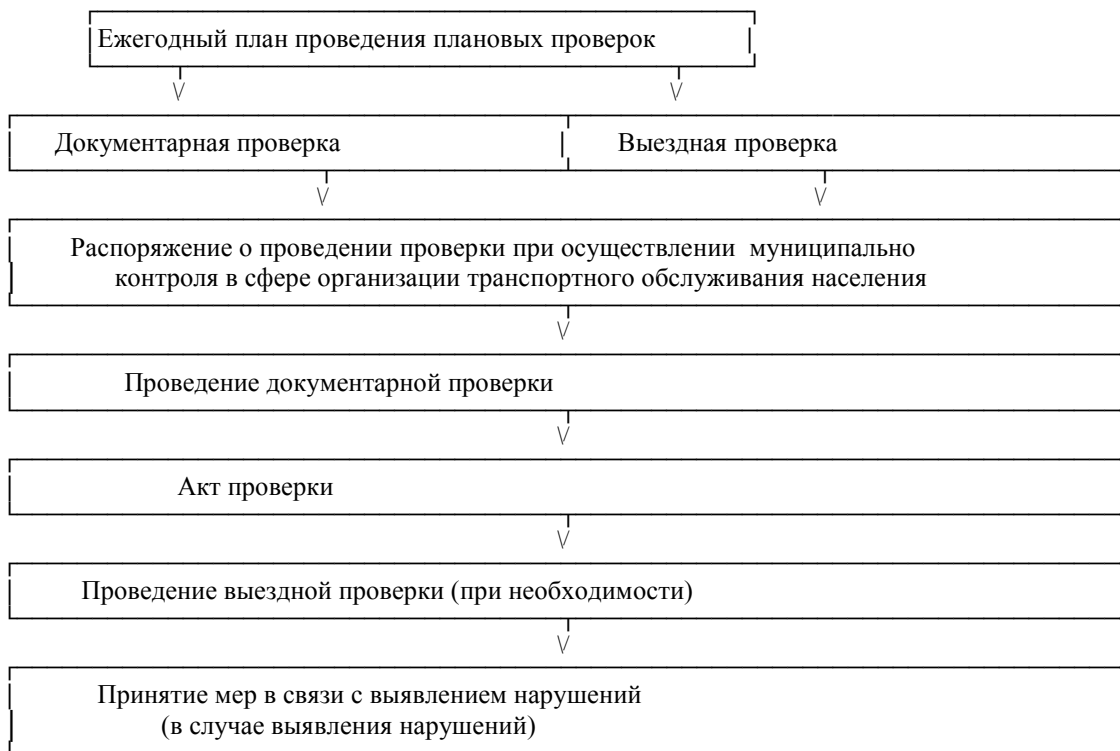 Ежегодный план проведения плановых проверок
Документарная проверка
Выездная проверка
Распоряжение о проведении проверки при осуществлении муниципально
контроля в сфере организации транспортного обслуживания населения
Проведение документарной проверки
Акт проверки
Проведение выездной проверки (при необходимости)
Принятие мер в связи с выявлением нарушений
(в случае выявления нарушений)